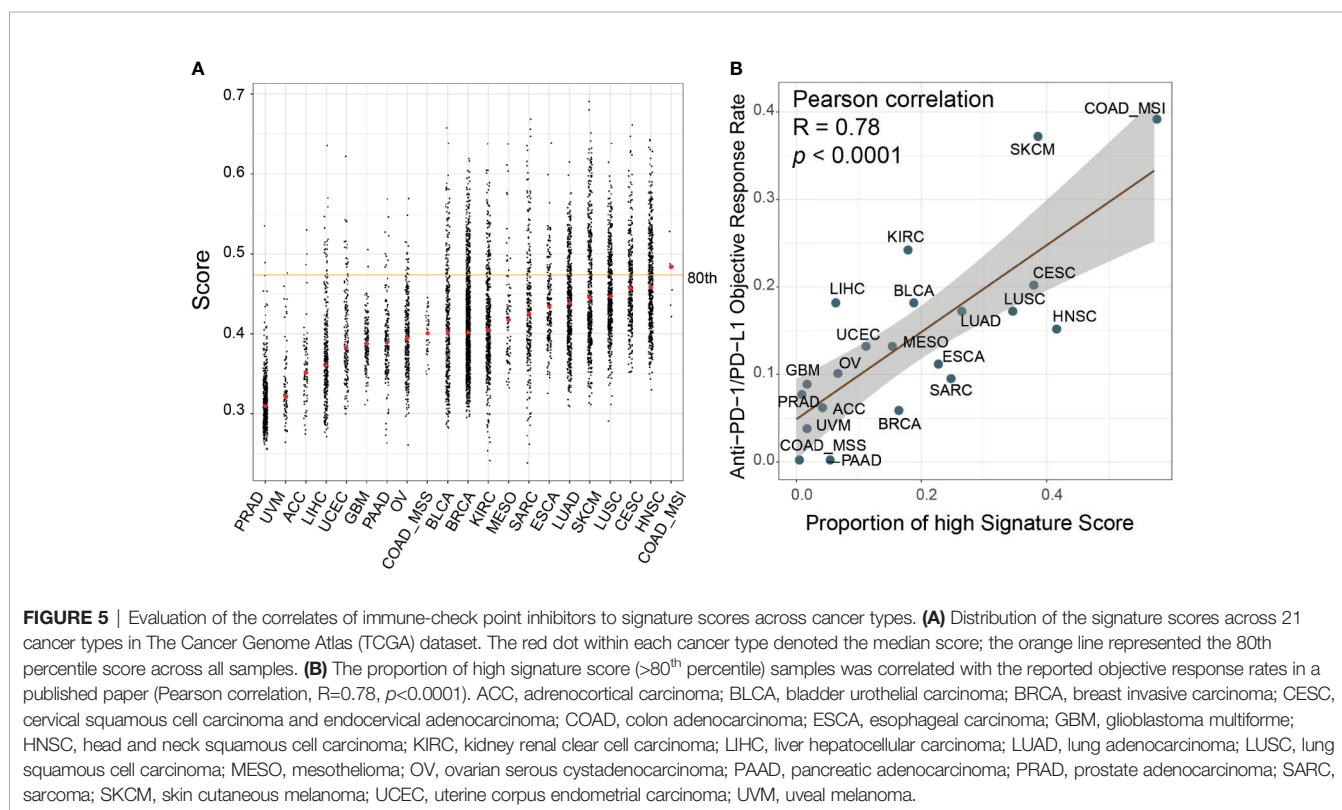 A
Score
0.7
0.6
0.5
0.4
0.3
80th
PRAD
UVM
ACC
LIHC
UCEC
GBM
PAAD
OV
COAD_MSS
BLCA
BRCA
KIRC
MESO
SARC
ESCA
LUAD
SKCM
LUSC
CESC
HNSC
COAD_MSI
B
Anti−PD−1/PD−L1 Objective Response Rate
0.4
0.3
0.2
0.1
0.0
Pearson correlation
R = 0.78
p < 0.0001
COAD_MSI
SKCM
KIRC
CESC
LIHC
BLCA
LUSC
HNSC
LUAD
UCEC
MESO
ESCA
OV
GBM
SARC
PRAD
ACC
BRCA
UVM
COAD_MSS
PAAD
0.0
0.2
0.4
Proportion of high Signature Score
FIGURE 5 | Evaluation of the correlates of immune-check point inhibitors to signature scores across cancer types. (A) Distribution of the signature scores across 21
cancer types in The Cancer Genome Atlas (TCGA) dataset. The red dot within each cancer type denoted the median score; the orange line represented the 80th
percentile score across all samples. (B) The proportion of high signature score (>80th percentile) samples was correlated with the reported objective response rates in a
published paper (Pearson correlation, R=0.78, p<0.0001). ACC, adrenocortical carcinoma; BLCA, bladder urothelial carcinoma; BRCA, breast invasive carcinoma; CESC,
cervical squamous cell carcinoma and endocervical adenocarcinoma; COAD, colon adenocarcinoma; ESCA, esophageal carcinoma; GBM, glioblastoma multiforme;
HNSC, head and neck squamous cell carcinoma; KIRC, kidney renal clear cell carcinoma; LIHC, liver hepatocellular carcinoma; LUAD, lung adenocarcinoma; LUSC, lung
squamous cell carcinoma; MESO, mesothelioma; OV, ovarian serous cystadenocarcinoma; PAAD, pancreatic adenocarcinoma; PRAD, prostate adenocarcinoma; SARC,
sarcoma; SKCM, skin cutaneous melanoma; UCEC, uterine corpus endometrial carcinoma; UVM, uveal melanoma.